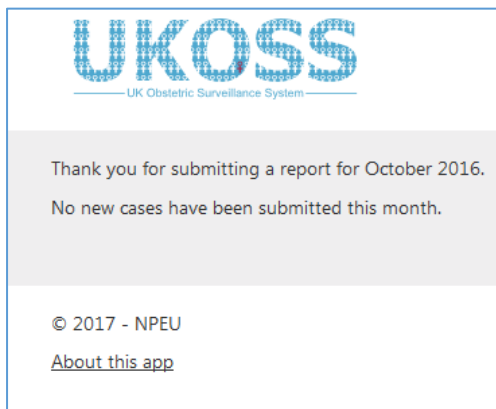 UKOSS
UK Obstetric Surveillance System
Thank you for submitting a report for October 2016.
No new cases have been submitted this month.
© 2017 - NPEU
About this app